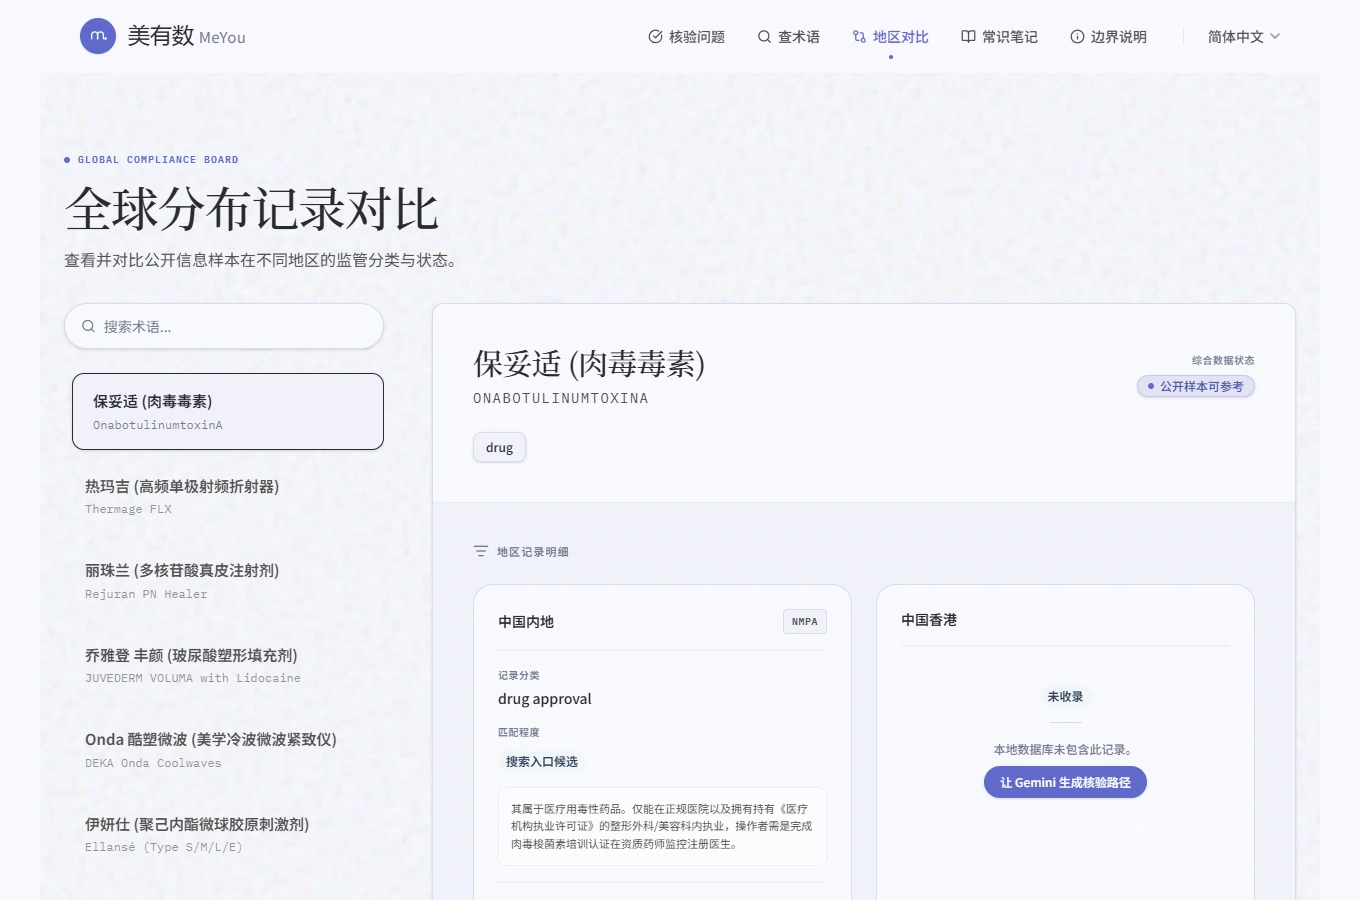 美有数 MeYou
核验问题
查术语
地区对比
常识笔记
边界说明
简体中文
GLOBAL COMPLIANCE BOARD
全球分布记录对比
查看并对比公开信息样本在不同地区的监管分类与状态。
搜索术语...
保妥适 (肉毒毒素)
OnabotulinumtoxinA
热玛吉 (高频单极射频折射器)
Thermage FLX
丽珠兰 (多核苷酸真皮注射剂)
Rejuran PN Healer
乔雅登 丰颜 (玻尿酸塑形填充剂)
JUVEDERM VOLUMA with Lidocaine
Onda 酷塑微波 (美学冷波微波紧致仪)
DEKA Onda Coolwaves
伊妍仕 (聚己内酯微球胶原刺激剂)
Ellansé (Type S/M/L/E)
保妥适 (肉毒毒素)
ONABOTULINUMTOXINA
综合数据状态
公开样本可参考
drug
地区记录明细
中国内地
NMPA
记录分类
drug approval
匹配程度
搜索入口候选
其属于医疗用毒性药品。仅能在正规医院以及拥有持有《医疗
机构执业许可证》的整形外科/美容科内执业，操作者需是完成
肉毒梭菌素培训认证在资质药师监控注册医生。
中国香港
未收录
本地数据库未包含此记录。
让 Gemini 生成核验路径